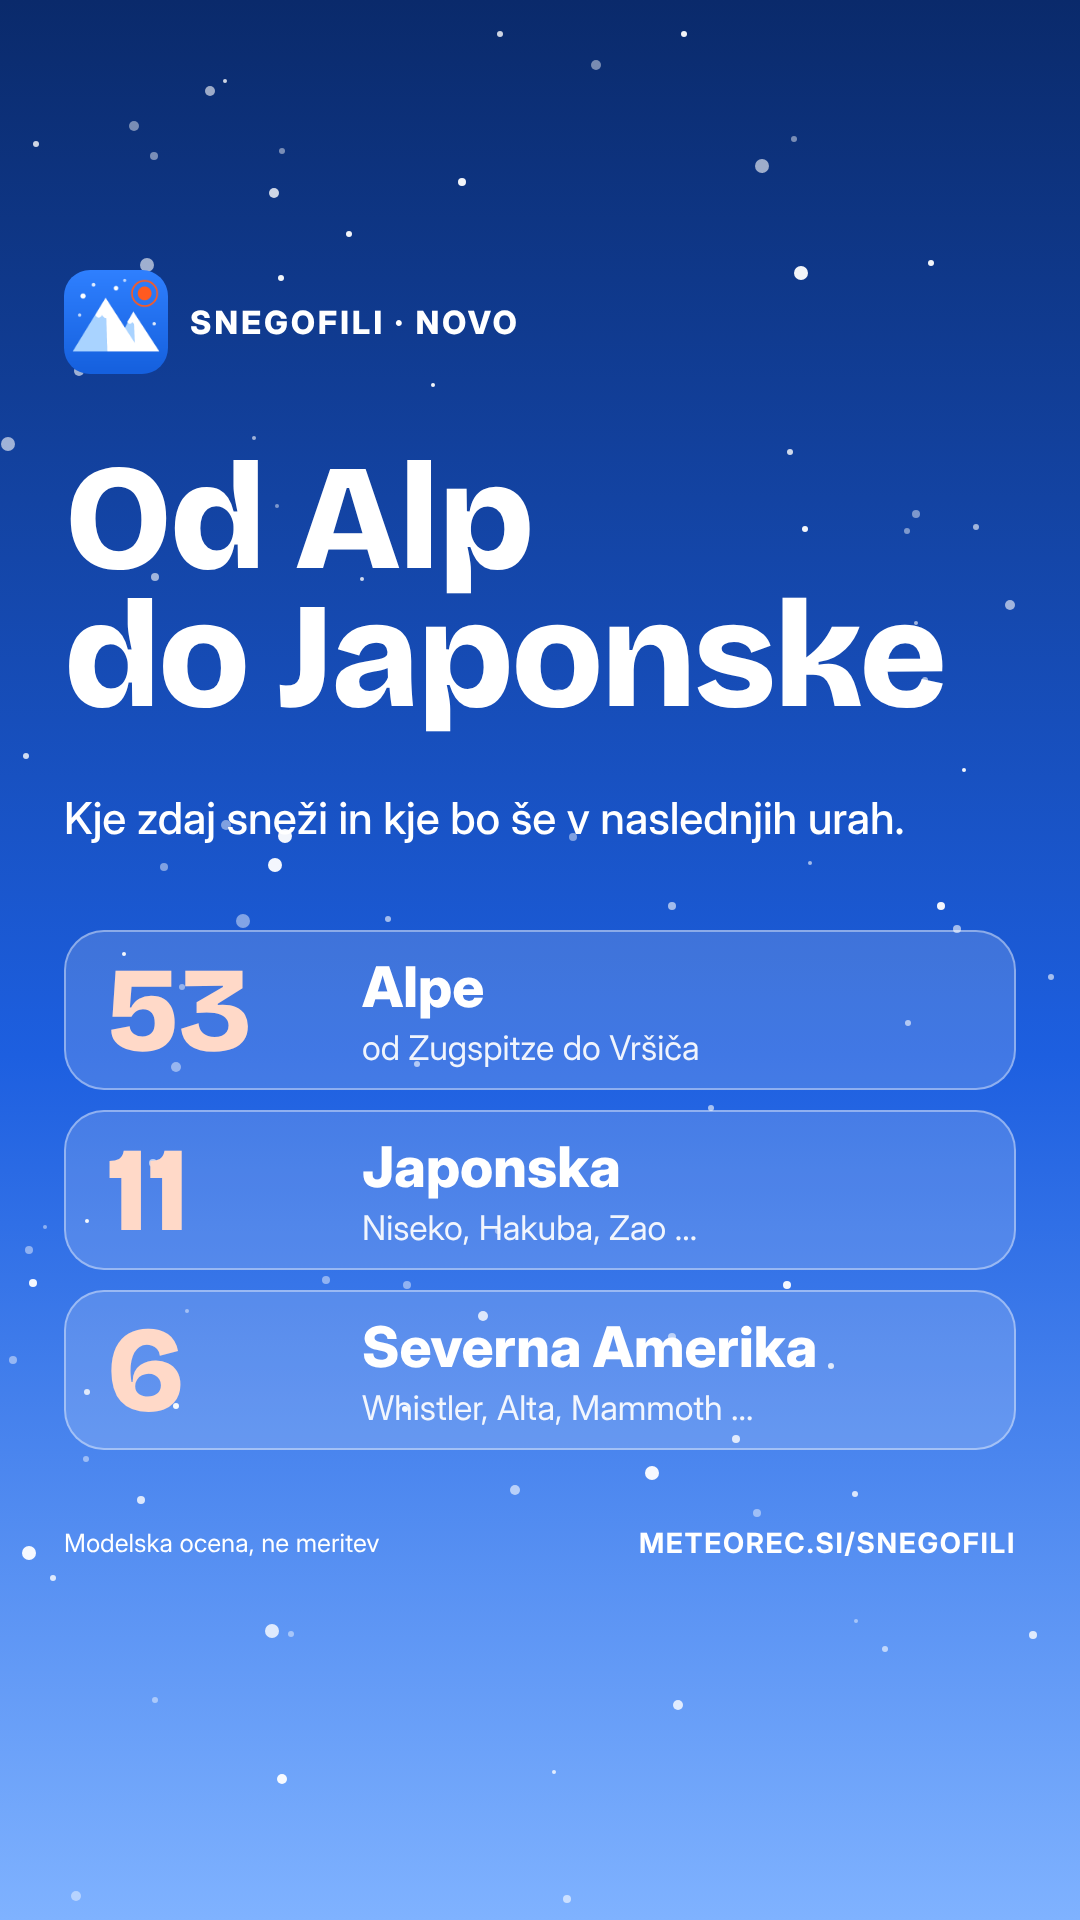 SNEGOFILI · NOVO
Od Alp
do Japonske
Kje zdaj sneži in kje bo še v naslednjih urah.
53
Alpe
od Zugspitze do Vršiča
11
Japonska
Niseko, Hakuba, Zao ...
6
Severna Amerika
Whistler, Alta, Mammoth ...
Modelska ocena, ne meritev
METEOREC.SI/SNEGOFILI